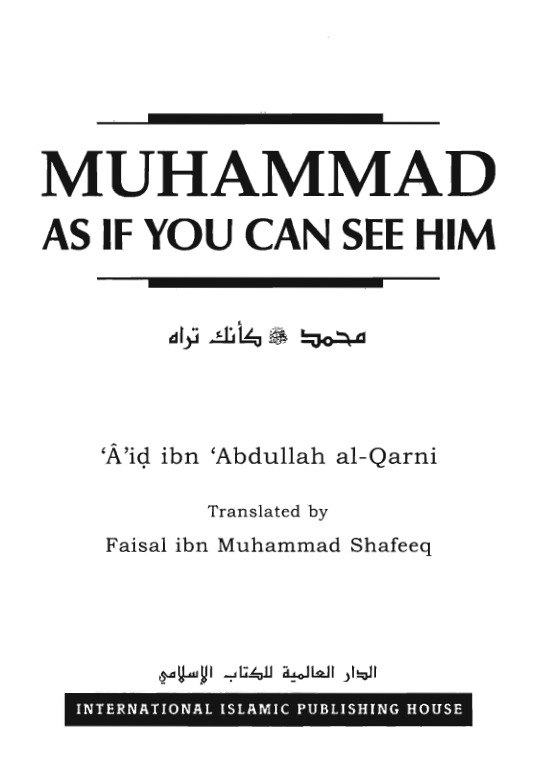 MUHAMMAD
AS IF YOU CAN SEE HIM
محمد ﷺ كأنك تراه
‘Â’iḍ ibn ‘Abdullah al-Qarni
Translated by
Faisal ibn Muhammad Shafeeq
الدار العالمية للكتاب الإسلامي
INTERNATIONAL ISLAMIC PUBLISHING HOUSE